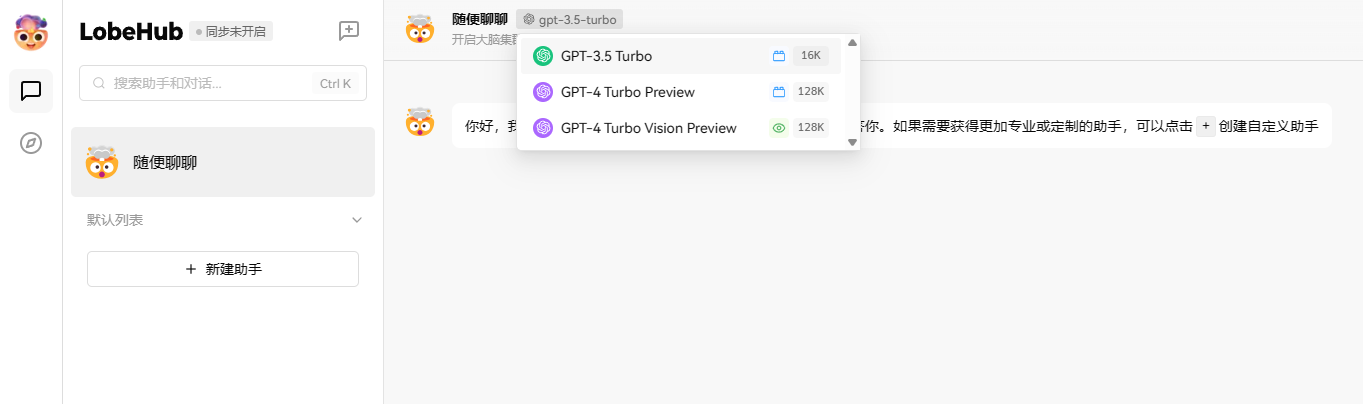 LobeHub
同步未开启
搜索助手和对话...
Ctrl K
随便聊聊
默认列表
+ 新建助手
随便聊聊
gpt-3.5-turbo
开启大脑集
GPT-3.5 Turbo 16K
GPT-4 Turbo Preview 128K
GPT-4 Turbo Vision Preview 128K
你好，
你。如果需要获得更加专业或定制的助手，可以点击 + 创建自定义助手